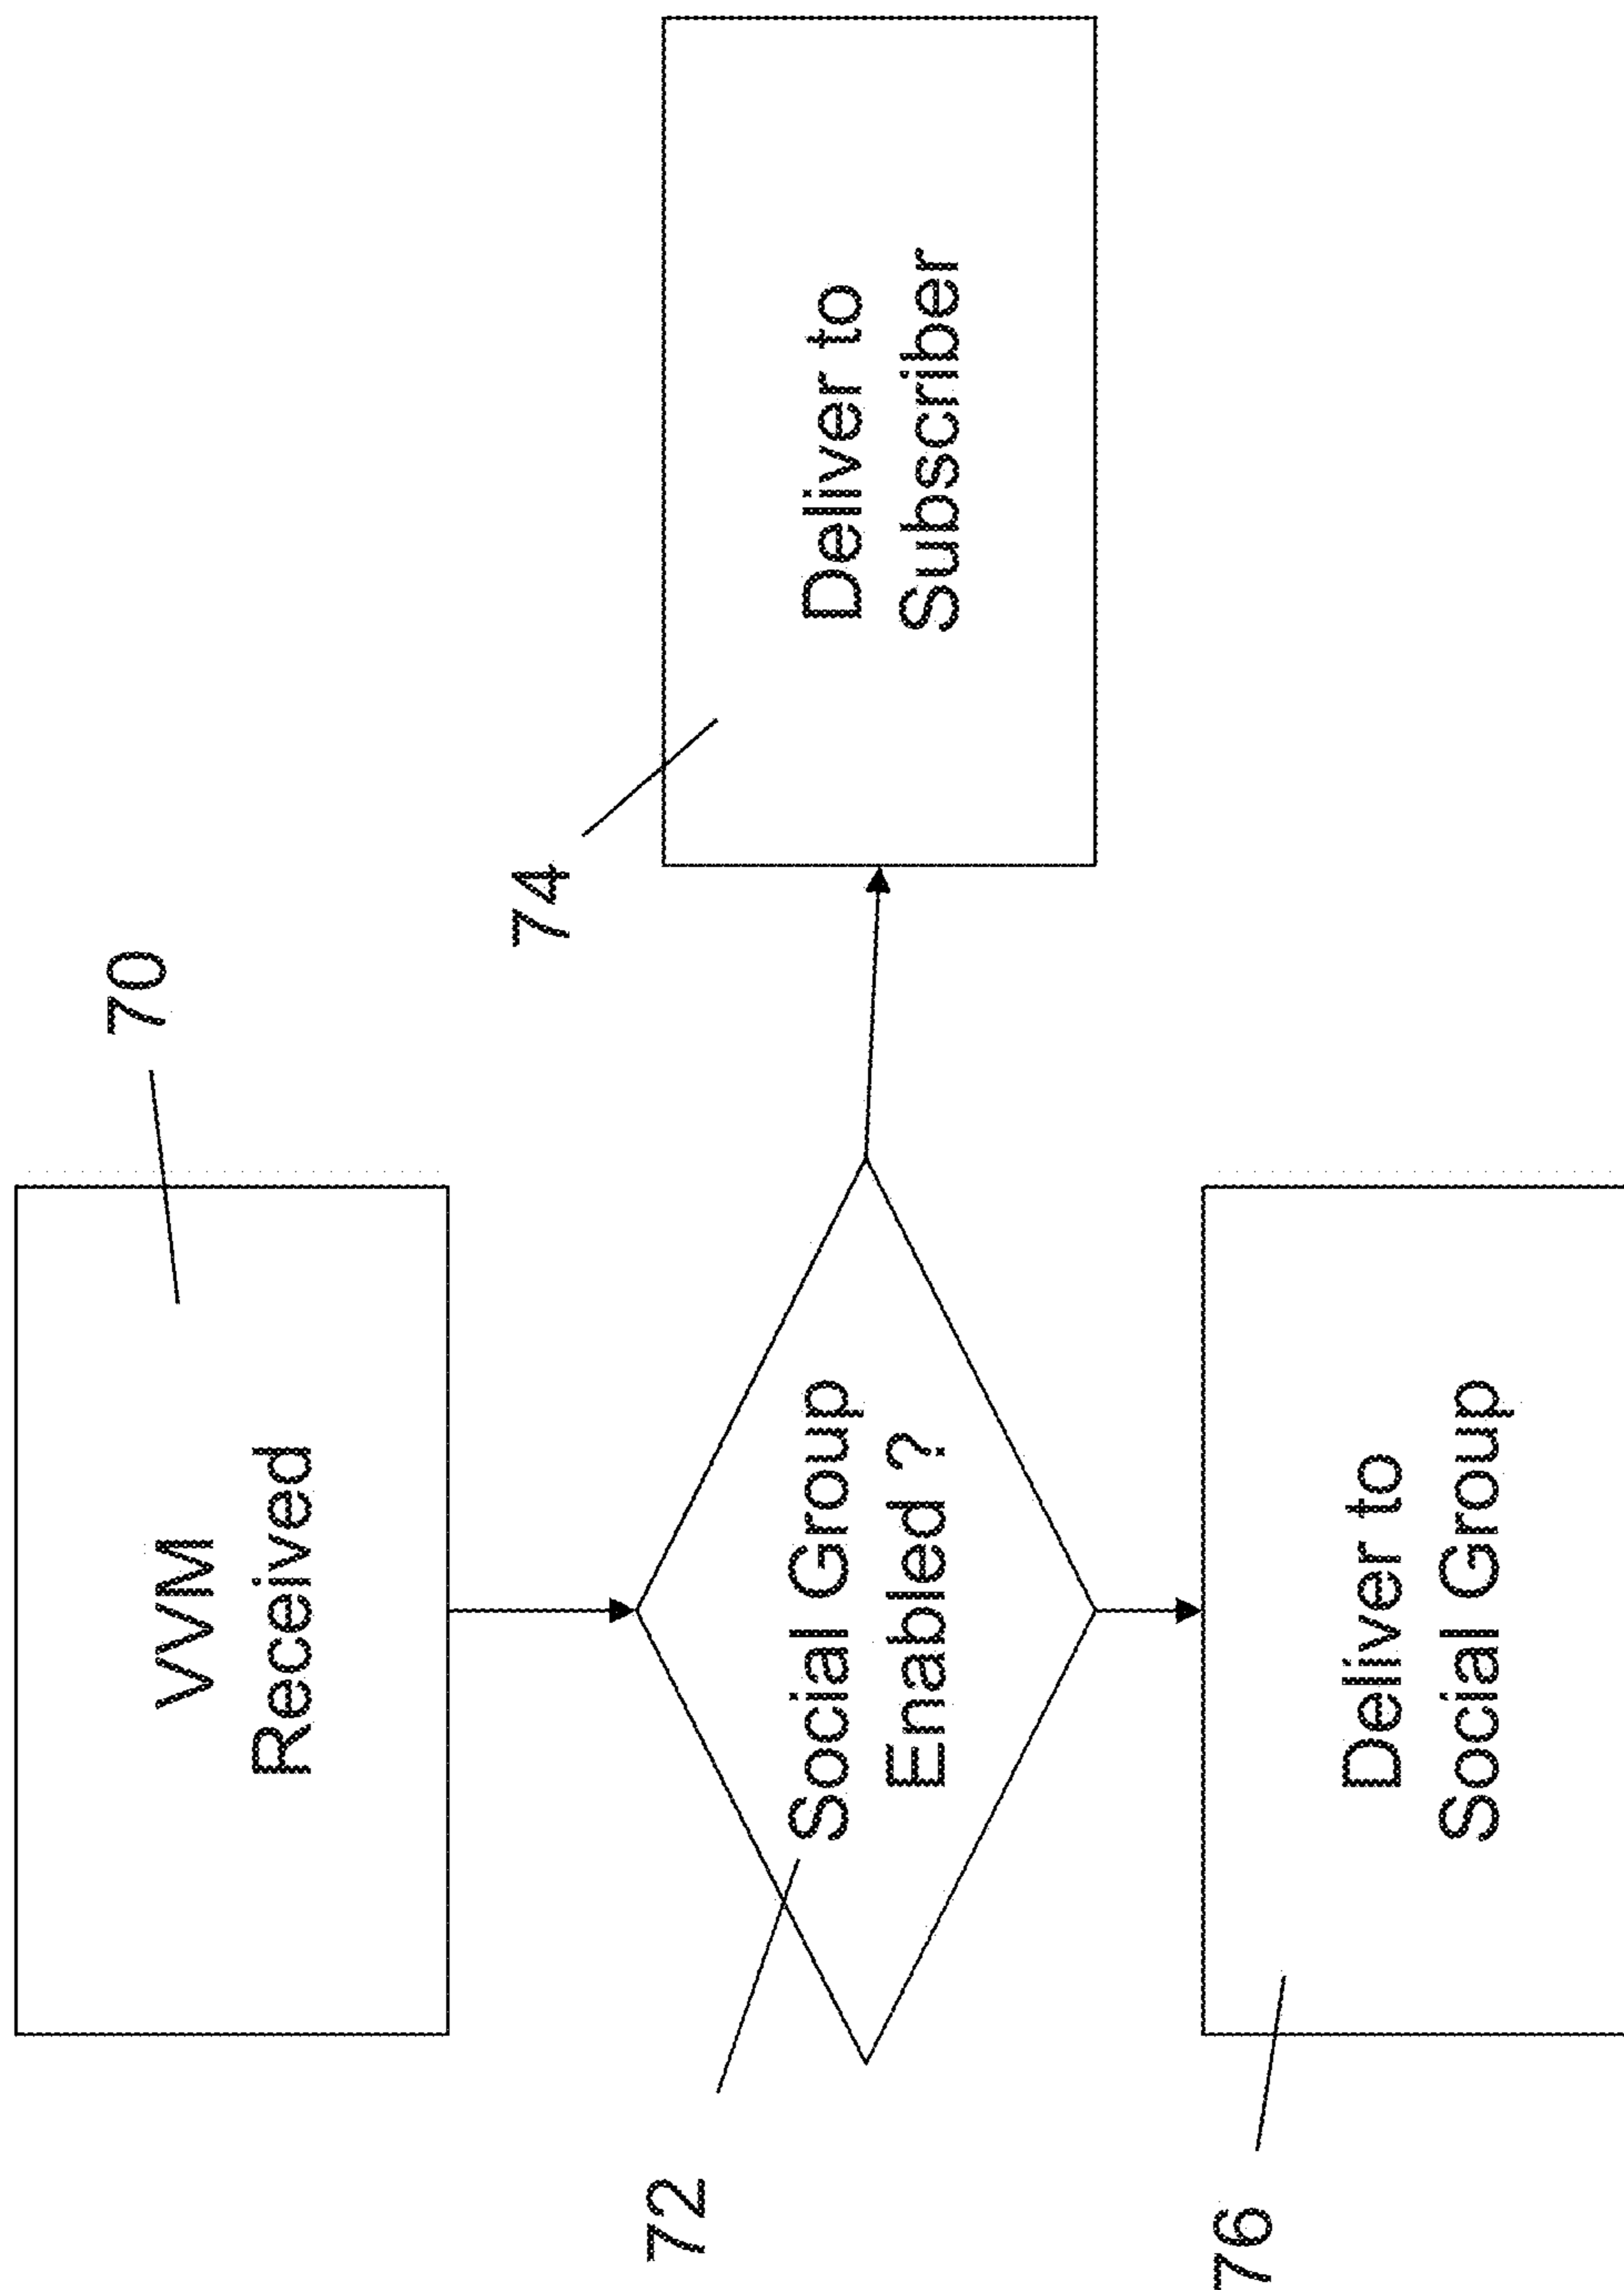 VVM
Received
70
Social Group
Enabled ?
72
Deliver to
Subscriber
74
Deliver to
Social Group
76